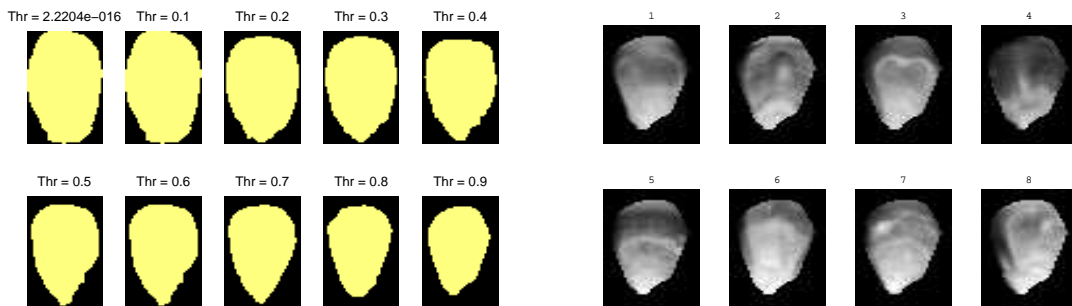 Thr = 2.2204e−016 Thr = 0.1 Thr = 0.2 Thr = 0.3 Thr = 0.4
1 2 3 4
Thr = 0.5 Thr = 0.6 Thr = 0.7 Thr = 0.8 Thr = 0.9
5 6 7 8